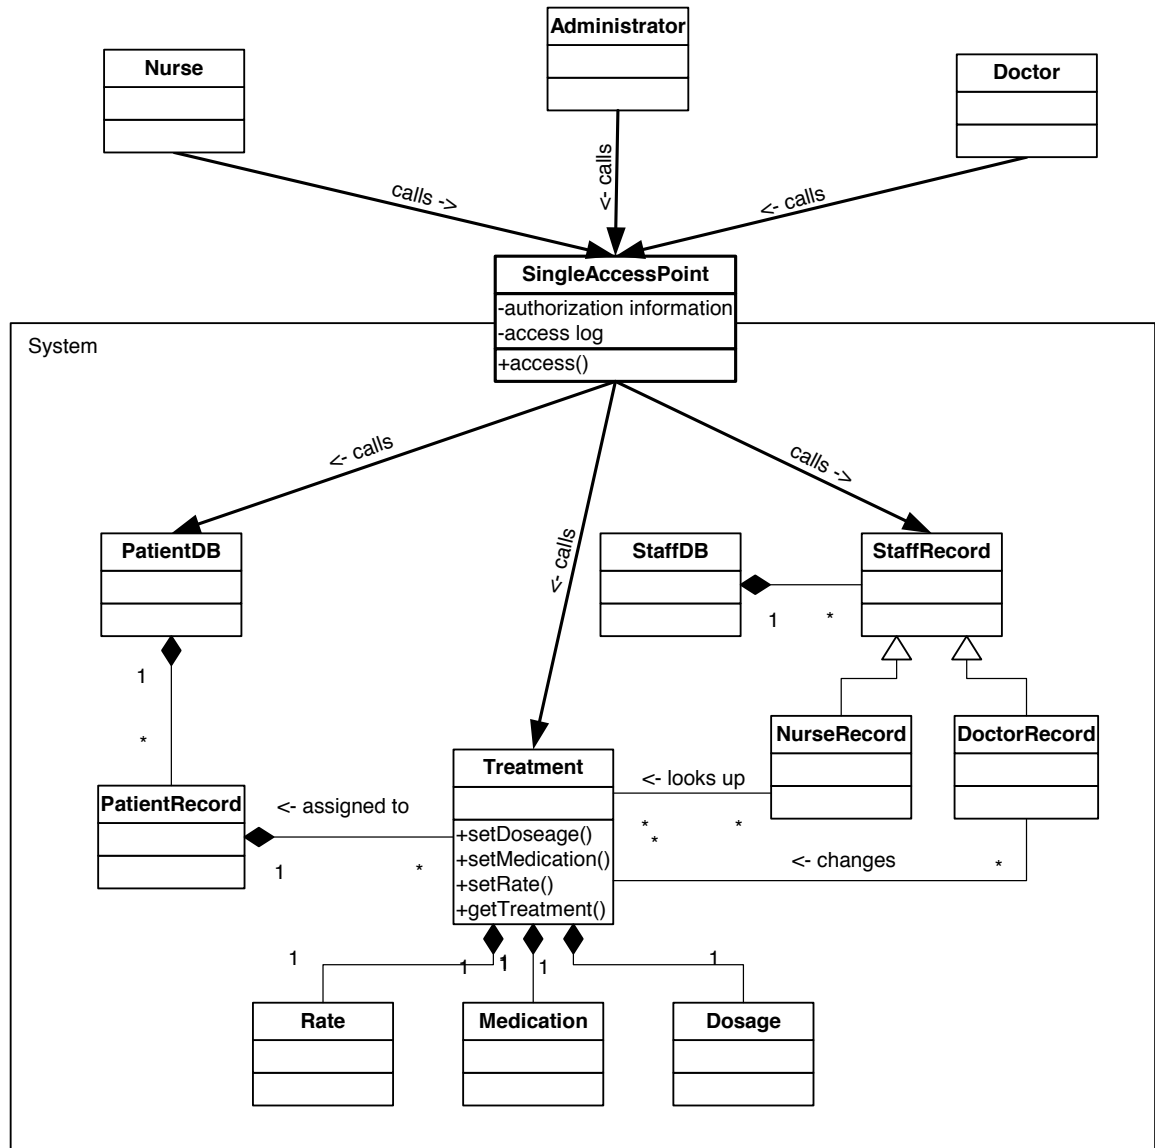 Administrator
Nurse
Doctor
calls ->
<- calls
<- calls
SingleAccessPoint
-authorization information
-access log
+access()
System
<- calls
<- calls
calls ->
PatientDB
StaffDB
StaffRecord
1
*
1
*
NurseRecord
DoctorRecord
Treatment
<- looks up
PatientRecord
<- assigned to
*
*
*
+setDoseage()
+setMedication()
+setRate()
+getTreatment()
1
*
<- changes
*
1
1
1
1
1
1
Rate
Medication
Dosage